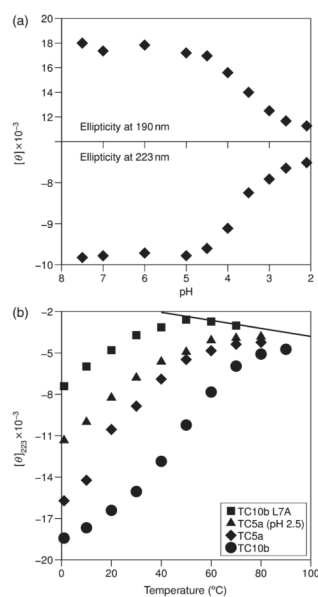 (a)
20
18
16
14
12
[θ]×10⁻³
Ellipticity at 190 nm
Ellipticity at 223 nm
−8
−9
−10
8 7 6 5 4 3 2
pH
(b)
−2
−5
−8
−11
−14
−17
−20
[θ]₂₂₃×10⁻³
TC10b L7A
TC5a (pH 2.5)
TC5a
TC10b
0 20 40 60 80 100
Temperature (°C)